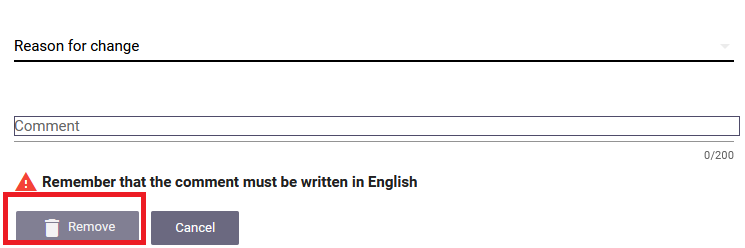 Reason for change
Comment
0/200
Remember that the comment must be written in English
Remove Cancel